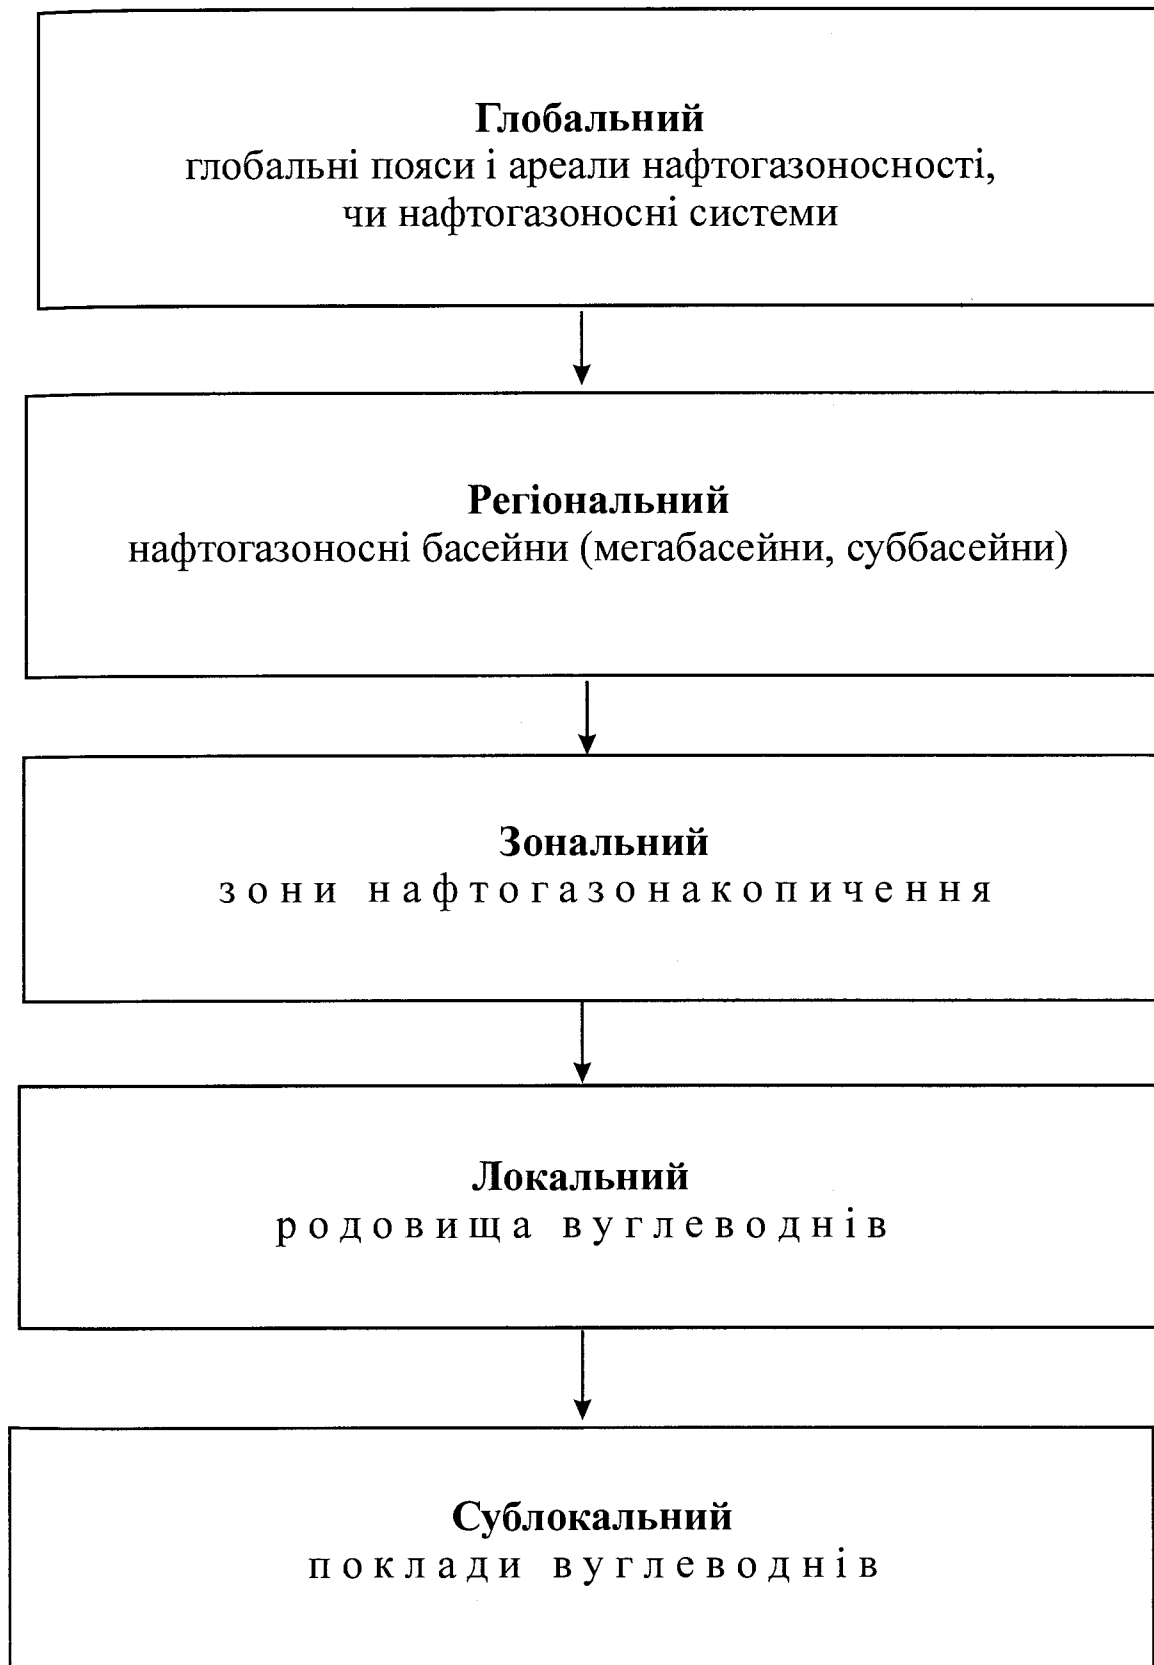 Глобальний
глобальні пояси і ареали нафтогазоносності,
чи нафтогазоносні системи
Регіональний
нафтогазоносні басейни (мегабасейни, суббасейни)
Зональний
зони нафтогазонакопичення
Локальний
родовища вуглеводнів
Сублокальний
поклади вуглеводнів